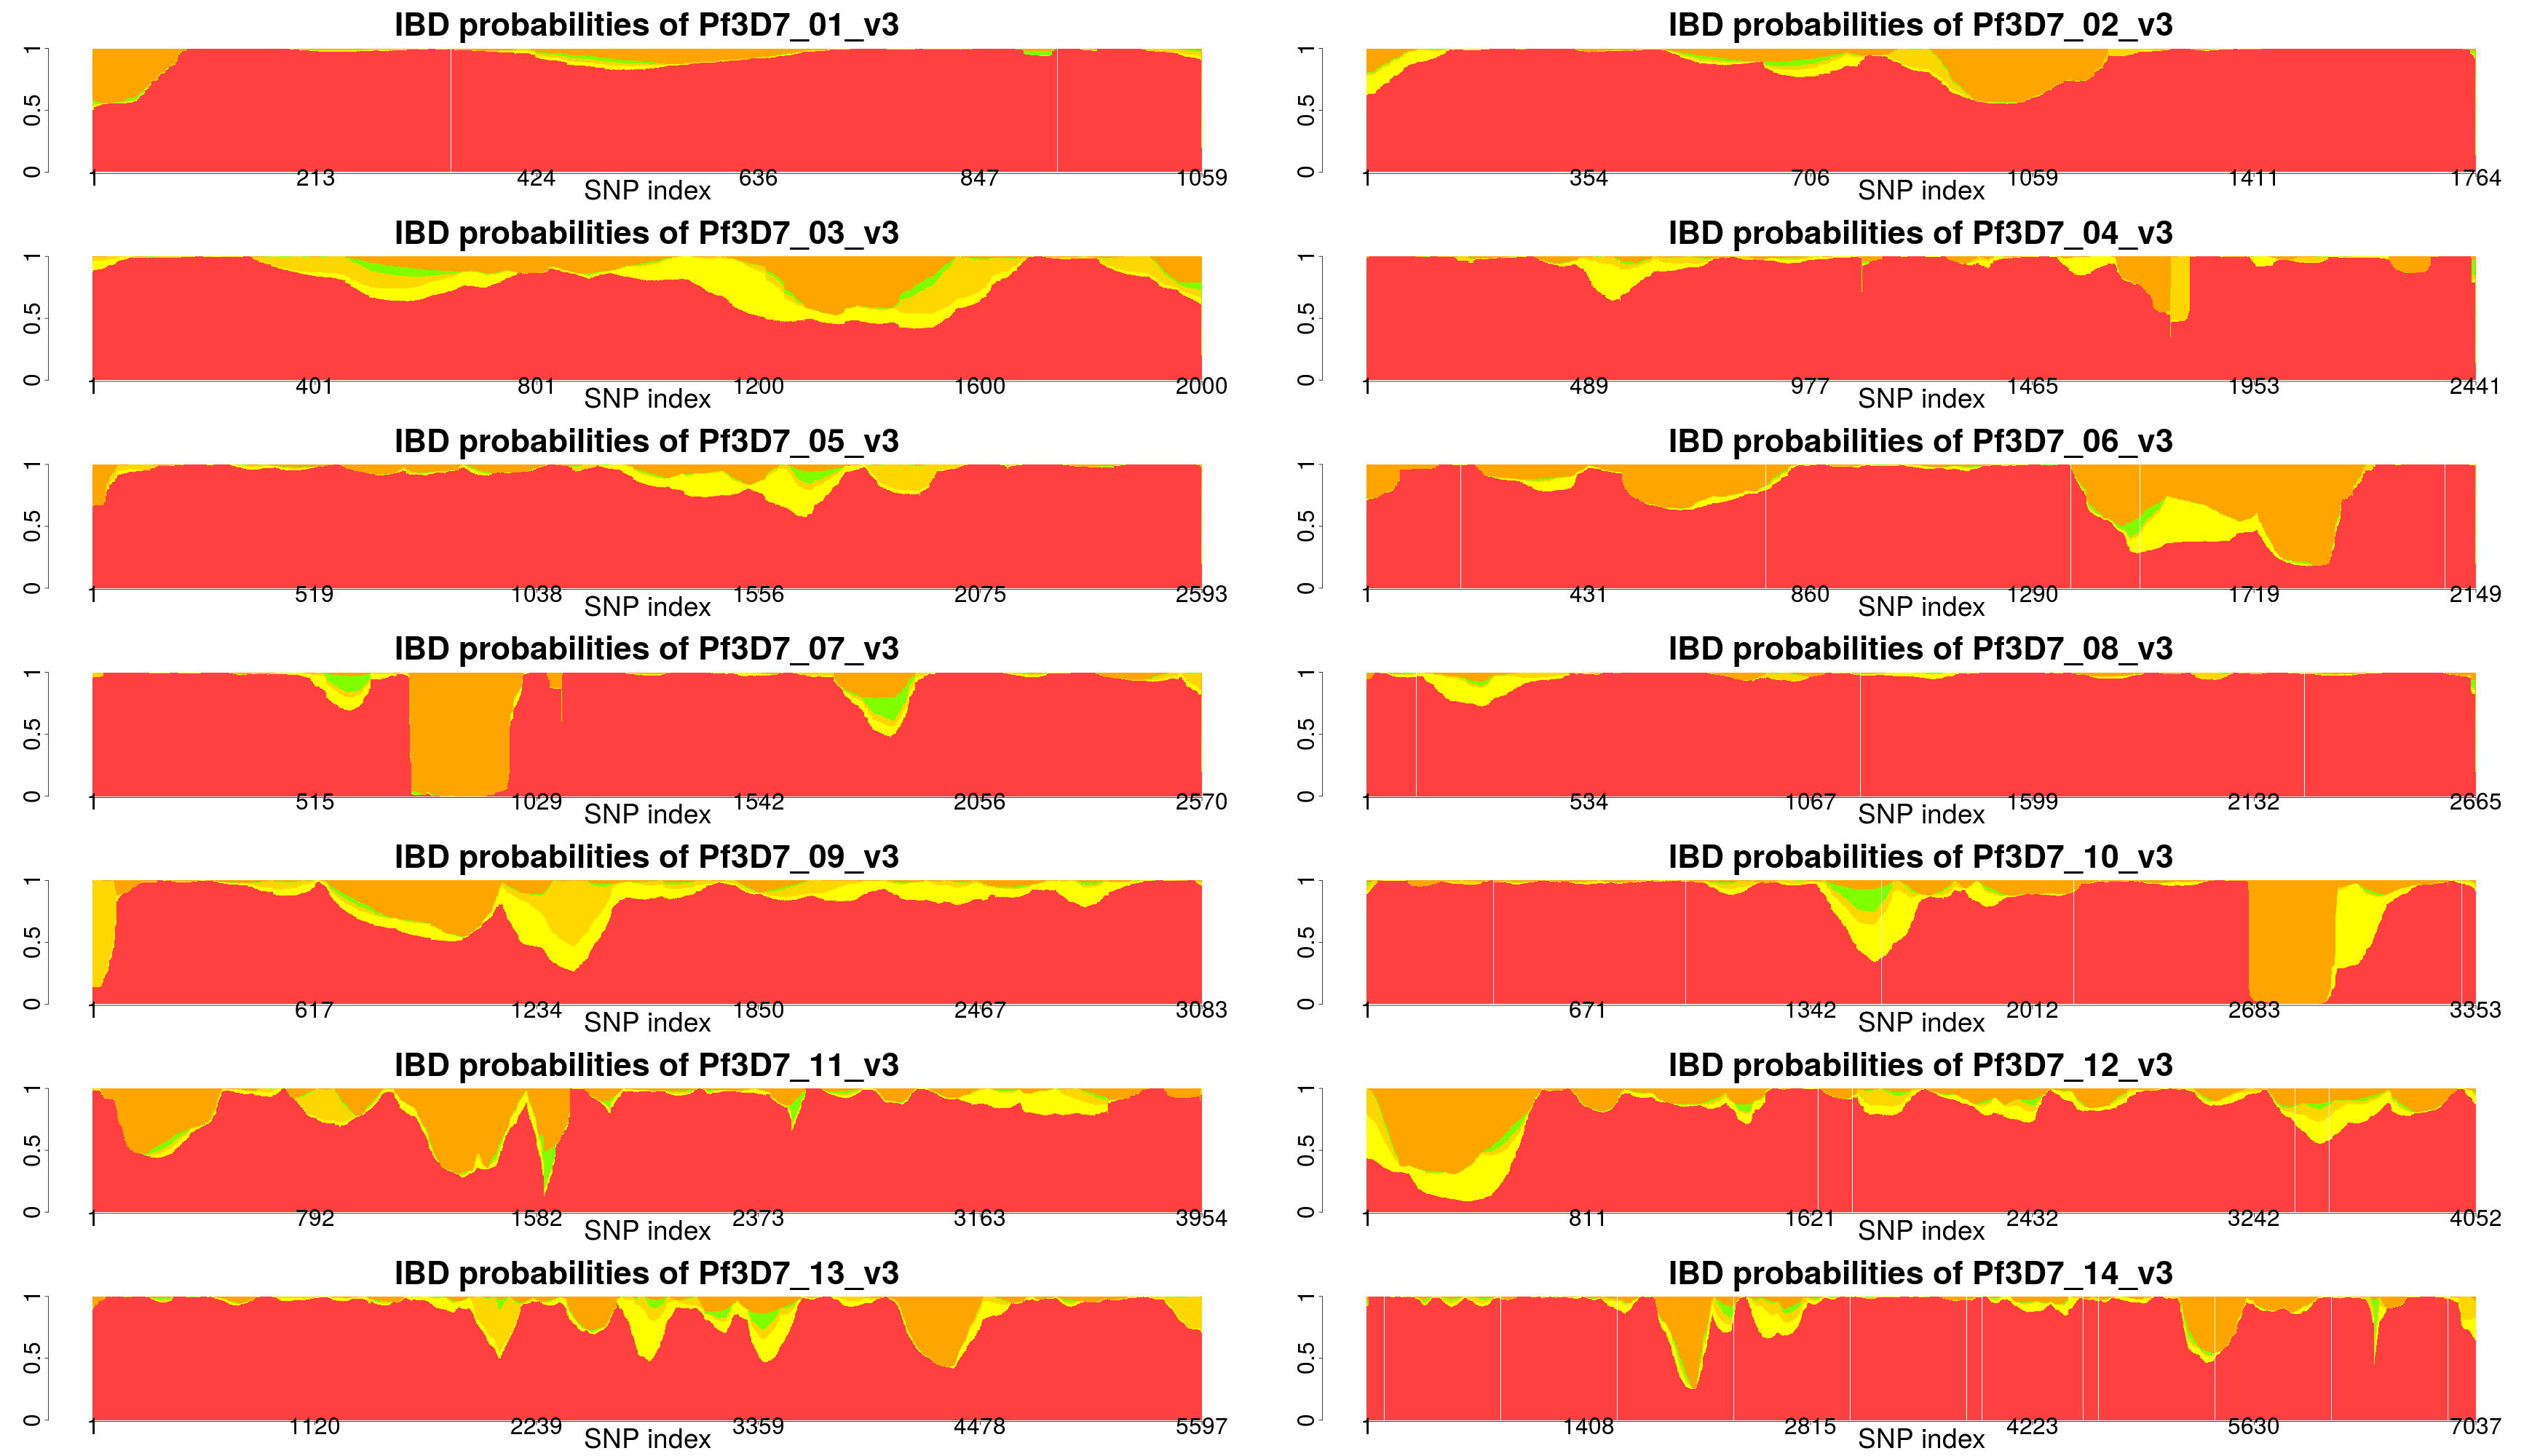 IBD probabilities of Pf3D7_01_v3
0 0.5 1
1 213 424 636 847 1059
SNP index
IBD probabilities of Pf3D7_02_v3
0 0.5 1
1 354 706 1059 1411 1764
SNP index
IBD probabilities of Pf3D7_03_v3
0 0.5 1
1 401 801 1200 1600 2000
SNP index
IBD probabilities of Pf3D7_04_v3
0 0.5 1
1 489 977 1465 1953 2441
SNP index
IBD probabilities of Pf3D7_05_v3
0 0.5 1
1 519 1038 1556 2075 2593
SNP index
IBD probabilities of Pf3D7_06_v3
0 0.5 1
1 431 860 1290 1719 2149
SNP index
IBD probabilities of Pf3D7_07_v3
0 0.5 1
1 515 1029 1542 2056 2570
SNP index
IBD probabilities of Pf3D7_08_v3
0 0.5 1
1 534 1067 1599 2132 2665
SNP index
IBD probabilities of Pf3D7_09_v3
0 0.5 1
1 617 1234 1850 2467 3083
SNP index
IBD probabilities of Pf3D7_10_v3
0 0.5 1
1 671 1342 2012 2683 3353
SNP index
IBD probabilities of Pf3D7_11_v3
0 0.5 1
1 792 1582 2373 3163 3954
SNP index
IBD probabilities of Pf3D7_12_v3
0 0.5 1
1 811 1621 2432 3242 4052
SNP index
IBD probabilities of Pf3D7_13_v3
0 0.5 1
1 1120 2239 3359 4478 5597
SNP index
IBD probabilities of Pf3D7_14_v3
0 0.5 1
1 1408 2815 4223 5630 7037
SNP index